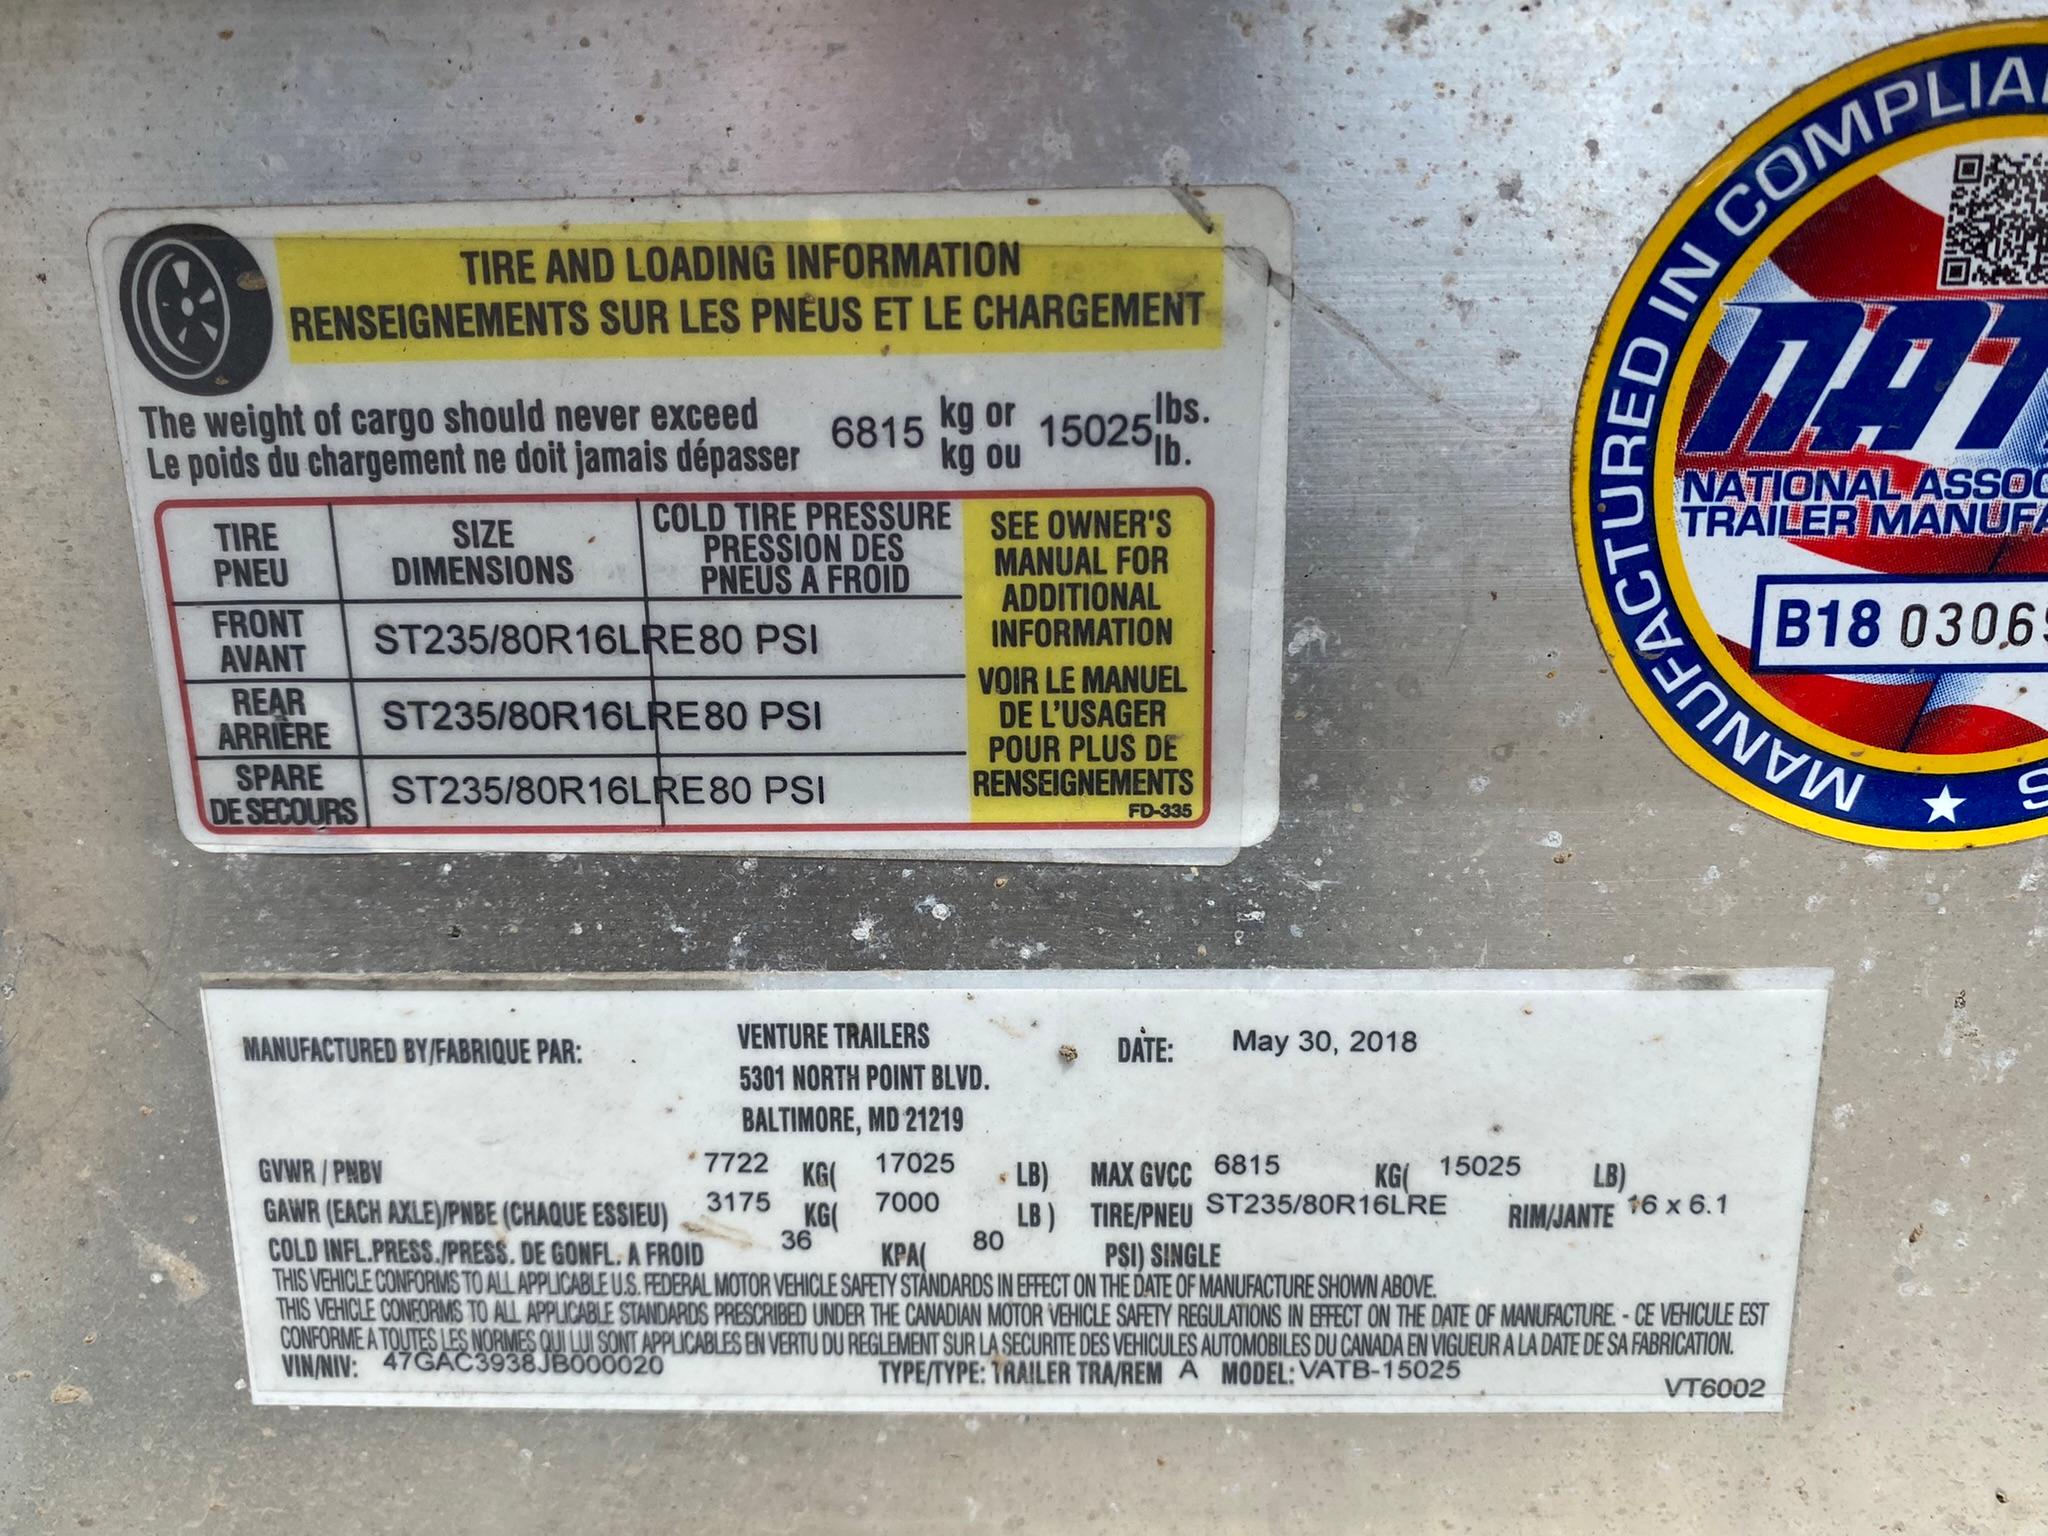 TIRE AND LOADING INFORMATION
RENSEIGNEMENTS SUR LES PNEUS ET LE CHARGEMENT
The weight of cargo should never exceed 6815 kg or 15025 lbs.
Le poids du chargement ne doit jamais dépasser kg ou lb.
TIRE SIZE COLD TIRE PRESSURE
PNEU DIMENSIONS PRESSION DES
PNEUS A FROID
FRONT
AVANT
ST235/80R16LRE 80 PSI
REAR
ARRIÈRE
ST235/80R16LRE 80 PSI
SPARE
DE SECOURS
ST235/80R16LRE 80 PSI
SEE OWNER'S
MANUAL FOR
ADDITIONAL
INFORMATION
VOIR LE MANUEL
DE L'USAGER
POUR PLUS DE
RENSEIGNEMENTS
FD-335
MANUFACTURED IN
NATIONAL
TRAILER
B18
MANUFACTURED BY/FABRIQUE PAR: VENTURE TRAILERS DATE: May 30, 2018
5301 NORTH POINT BLVD.
BALTIMORE, MD 21219
GVWR / PNBV 7722 KG( 17025 LB) MAX GVCC 6815 KG( 15025 LB)
GAWR (EACH AXLE)/PNBE (CHAQUE ESSIEU) 3175 KG( 7000 LB) TIRE/PNEU ST235/80R16LRE RIM/JANTE 16 x 6.1
COLD INFL.PRESS./PRESS. DE GONFL. A FROID 36 KPA( 80 PSI) SINGLE
THIS VEHICLE CONFORMS TO ALL APPLICABLE U.S. FEDERAL MOTOR VEHICLE SAFETY STANDARDS IN EFFECT ON THE DATE OF MANUFACTURE SHOWN ABOVE.
THIS VEHICLE CONFORMS TO ALL APPLICABLE STANDARDS PRESCRIBED UNDER THE CANADIAN MOTOR VEHICLE SAFETY REGULATIONS IN EFFECT ON THE DATE OF MANUFACTURE. - CE VEHICULE EST
CONFORME A TOUTES LES NORMES QUI LUI SONT APPLICABLES EN VERTU DU REGLEMENT SUR LA SECURITE DES VEHICULES AUTOMOBILES DU CANADA EN VIGUEUR A LA DATE DE SA FABRICATION.
VIN/NIV: 47GAC3938JB000020 TYPE/TYPE: TRAILER TRA/REM A MODEL: VATB-15025
VT6002